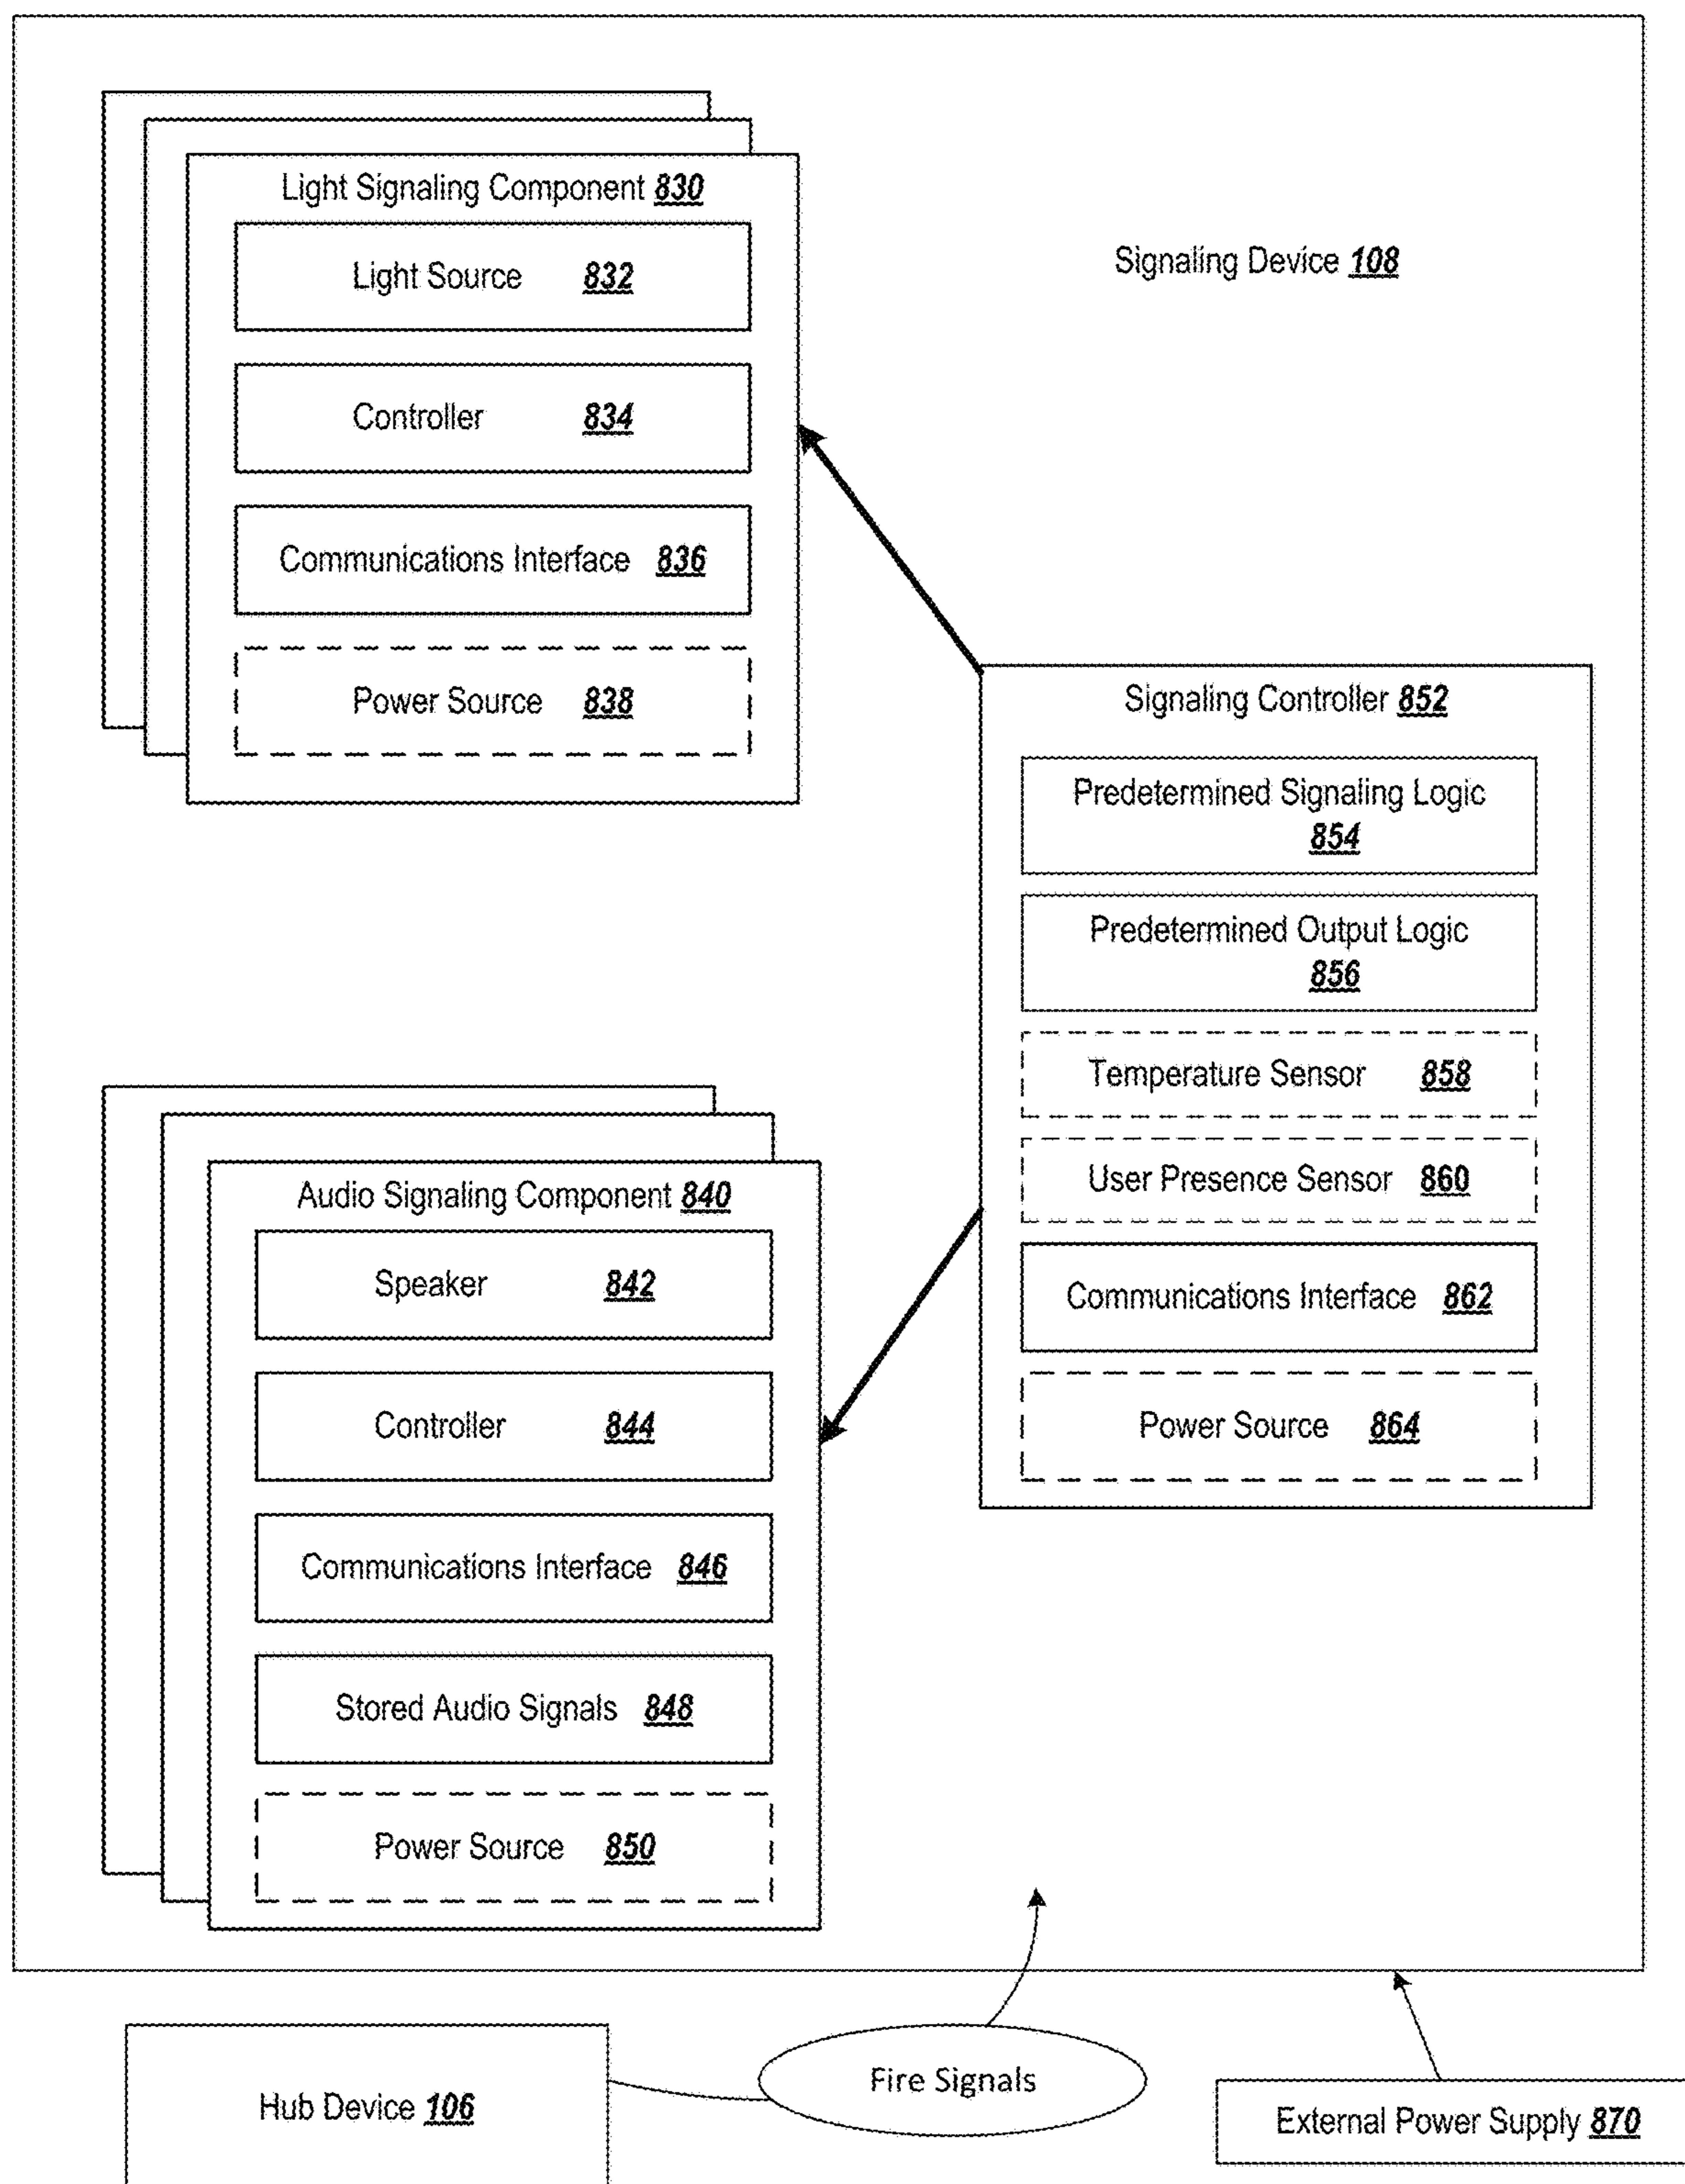 Light Signaling Component 830
Light Source 832
Controller 834
Communications Interface 836
Power Source 838
Signaling Device 108
Signaling Controller 852
Predetermined Signaling Logic
854
Predetermined Output Logic
856
Temperature Sensor 858
User Presence Sensor 860
Communications Interface 862
Power Source 864
Audio Signaling Component 840
Speaker 842
Controller 844
Communications Interface 846
Stored Audio Signals 848
Power Source 850
Hub Device 106
Fire Signals
External Power Supply 870